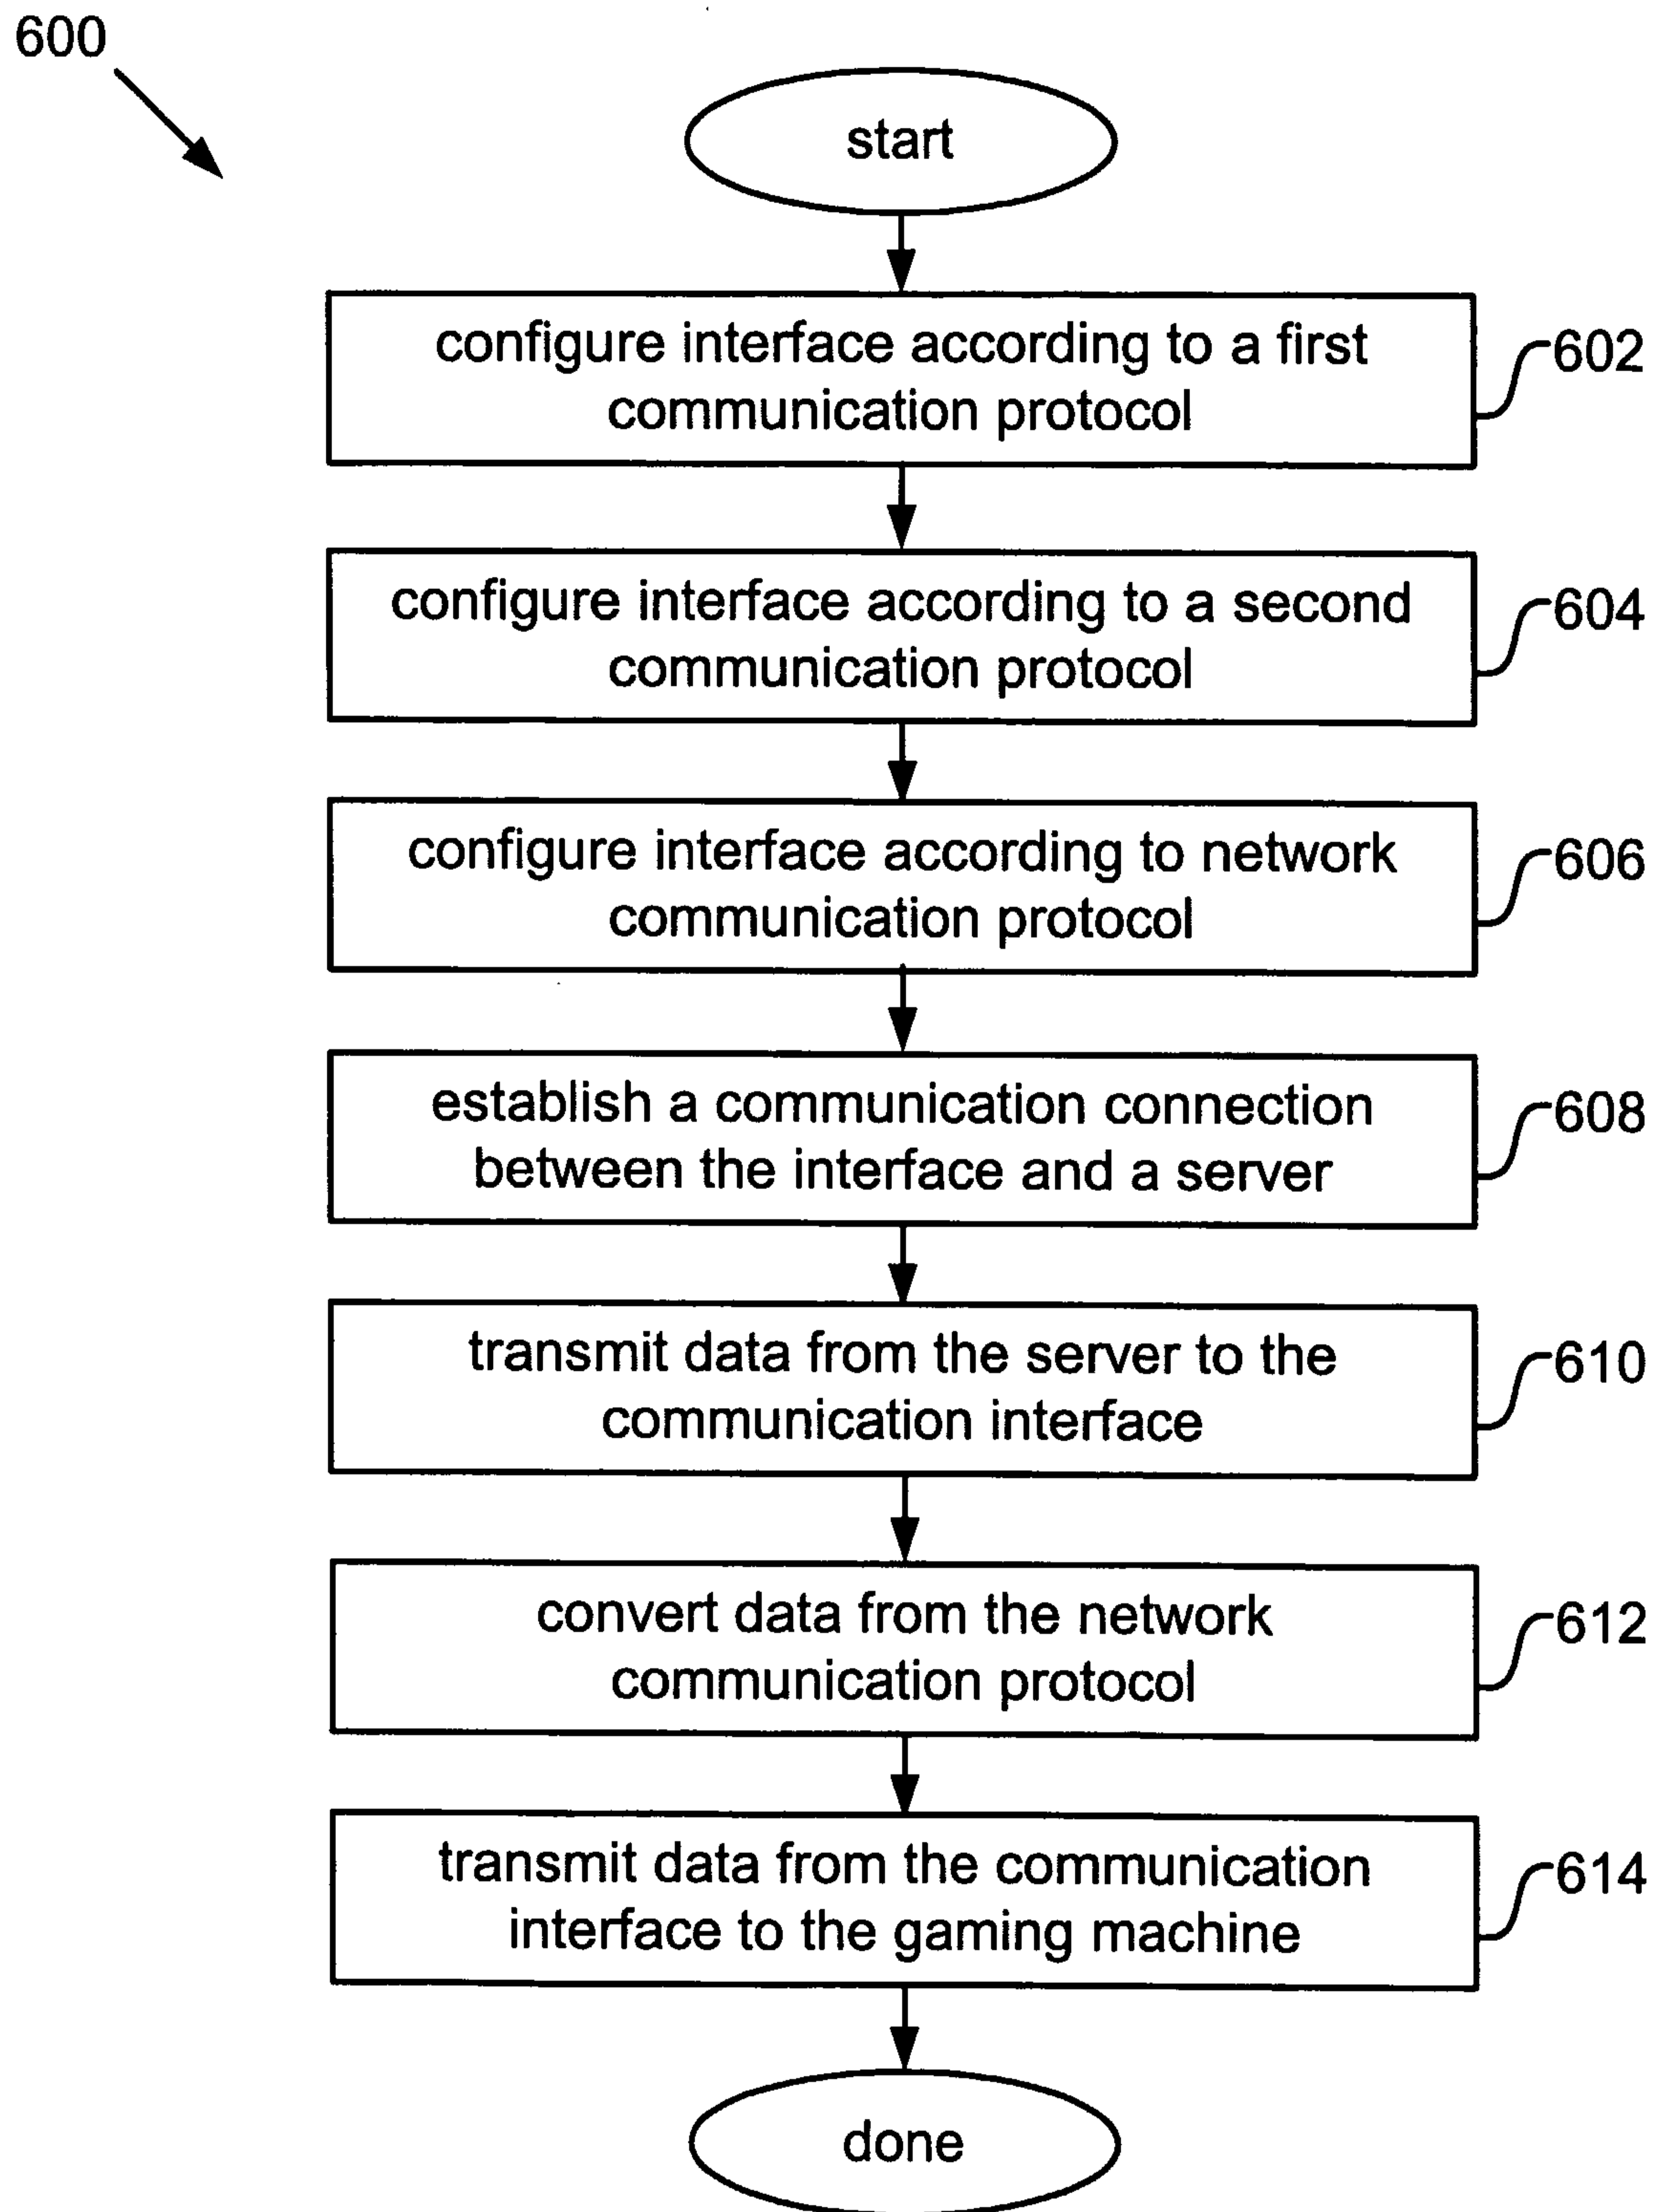 600
start
configure interface according to a first
communication protocol
602
configure interface according to a second
communication protocol
604
configure interface according to network
communication protocol
606
establish a communication connection
between the interface and a server
608
transmit data from the server to the
communication interface
610
convert data from the network
communication protocol
612
transmit data from the communication
interface to the gaming machine
614
done